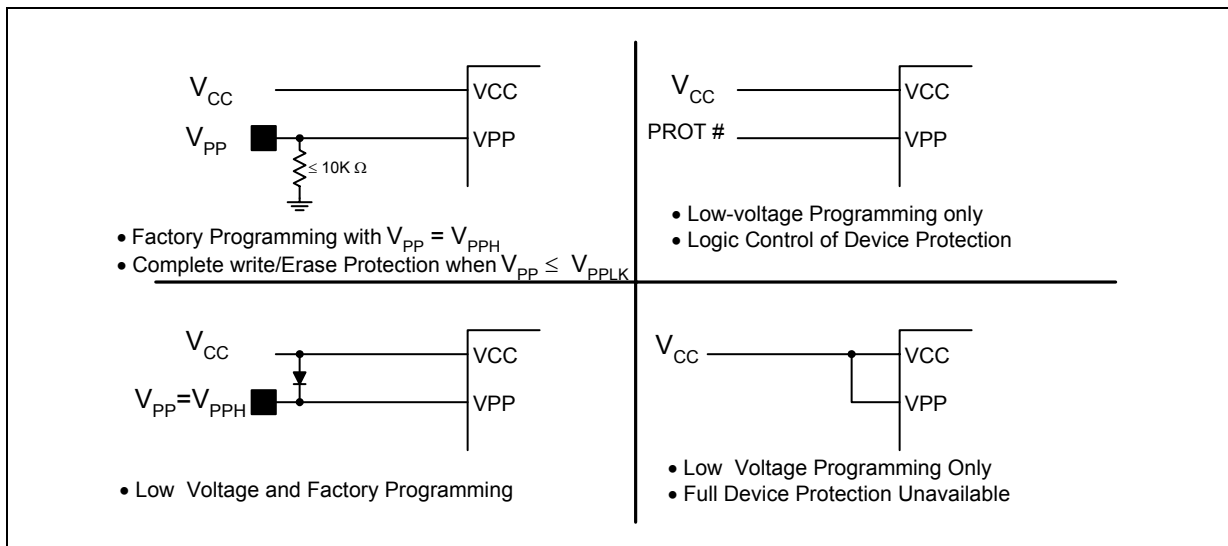 V_CC VCC
V_PP VPP
≤ 10K Ω
• Factory Programming with V_PP = V_PPH
• Complete write/Erase Protection when V_PP ≤ V_PPLK
V_CC VCC
PROT # VPP
• Low-voltage Programming only
• Logic Control of Device Protection
V_CC VCC
V_PP=V_PPH VPP
• Low Voltage and Factory Programming
V_CC VCC
VPP
• Low Voltage Programming Only
• Full Device Protection Unavailable